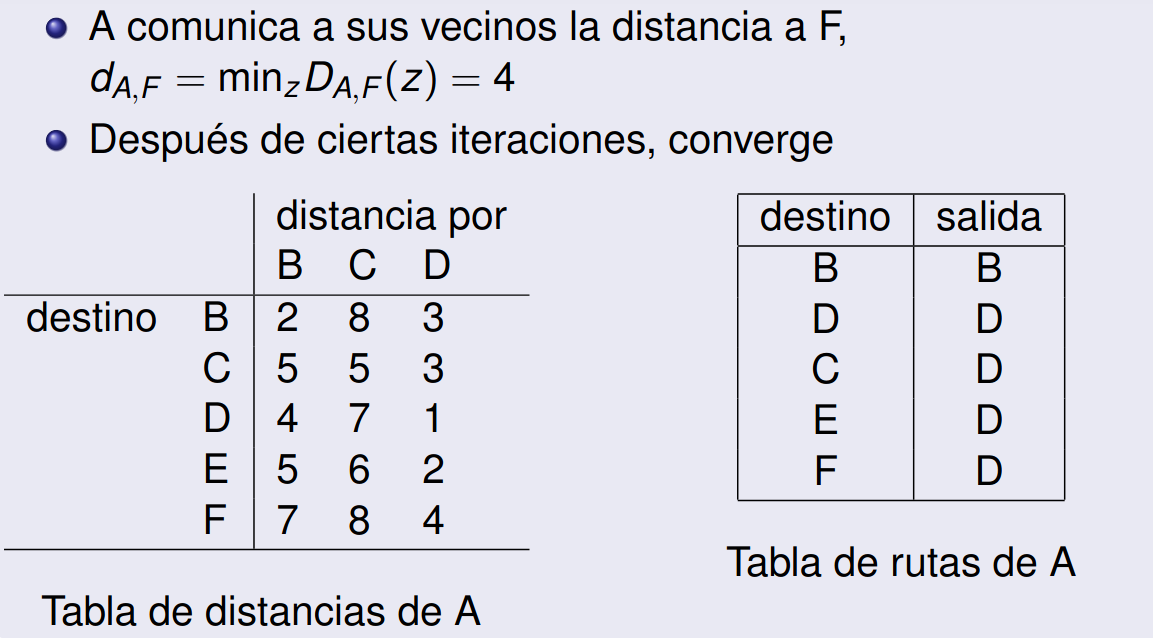 A comunica a sus vecinos la distancia a F,
d_{A,F} = min_z D_{A,F}(z) = 4
Después de ciertas iteraciones, converge
distancia por
B C D
destino B 2 8 3
C 5 5 3
D 4 7 1
E 5 6 2
F 7 8 4
Tabla de distancias de A
destino salida
B B
D D
C D
E D
F D
Tabla de rutas de A